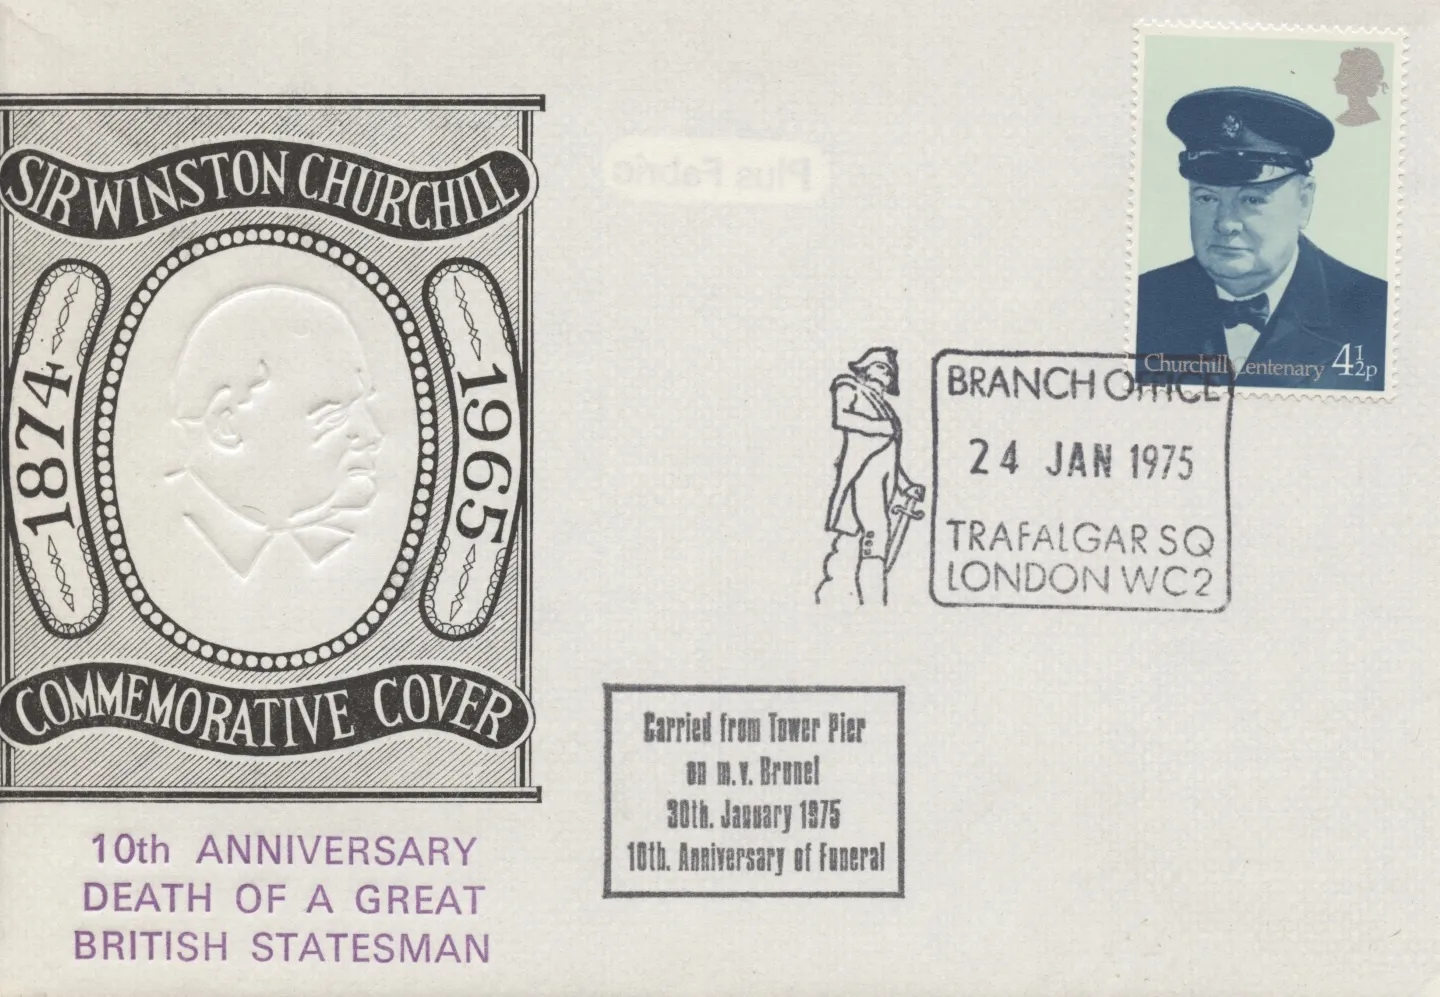 SIR WINSTON CHURCHILL
1874
1965
COMMEMORATIVE COVER
10th ANNIVERSARY
DEATH OF A GREAT
BRITISH STATESMAN
Plus Fabric
Churchill Centenary 4½p
BRANCH OFFICE
24 JAN 1975
TRAFALGAR SQ
LONDON WC2
Carried from Tower Pier
on m.v. Brunel
30th. January 1975
10th. Anniversary of Funeral